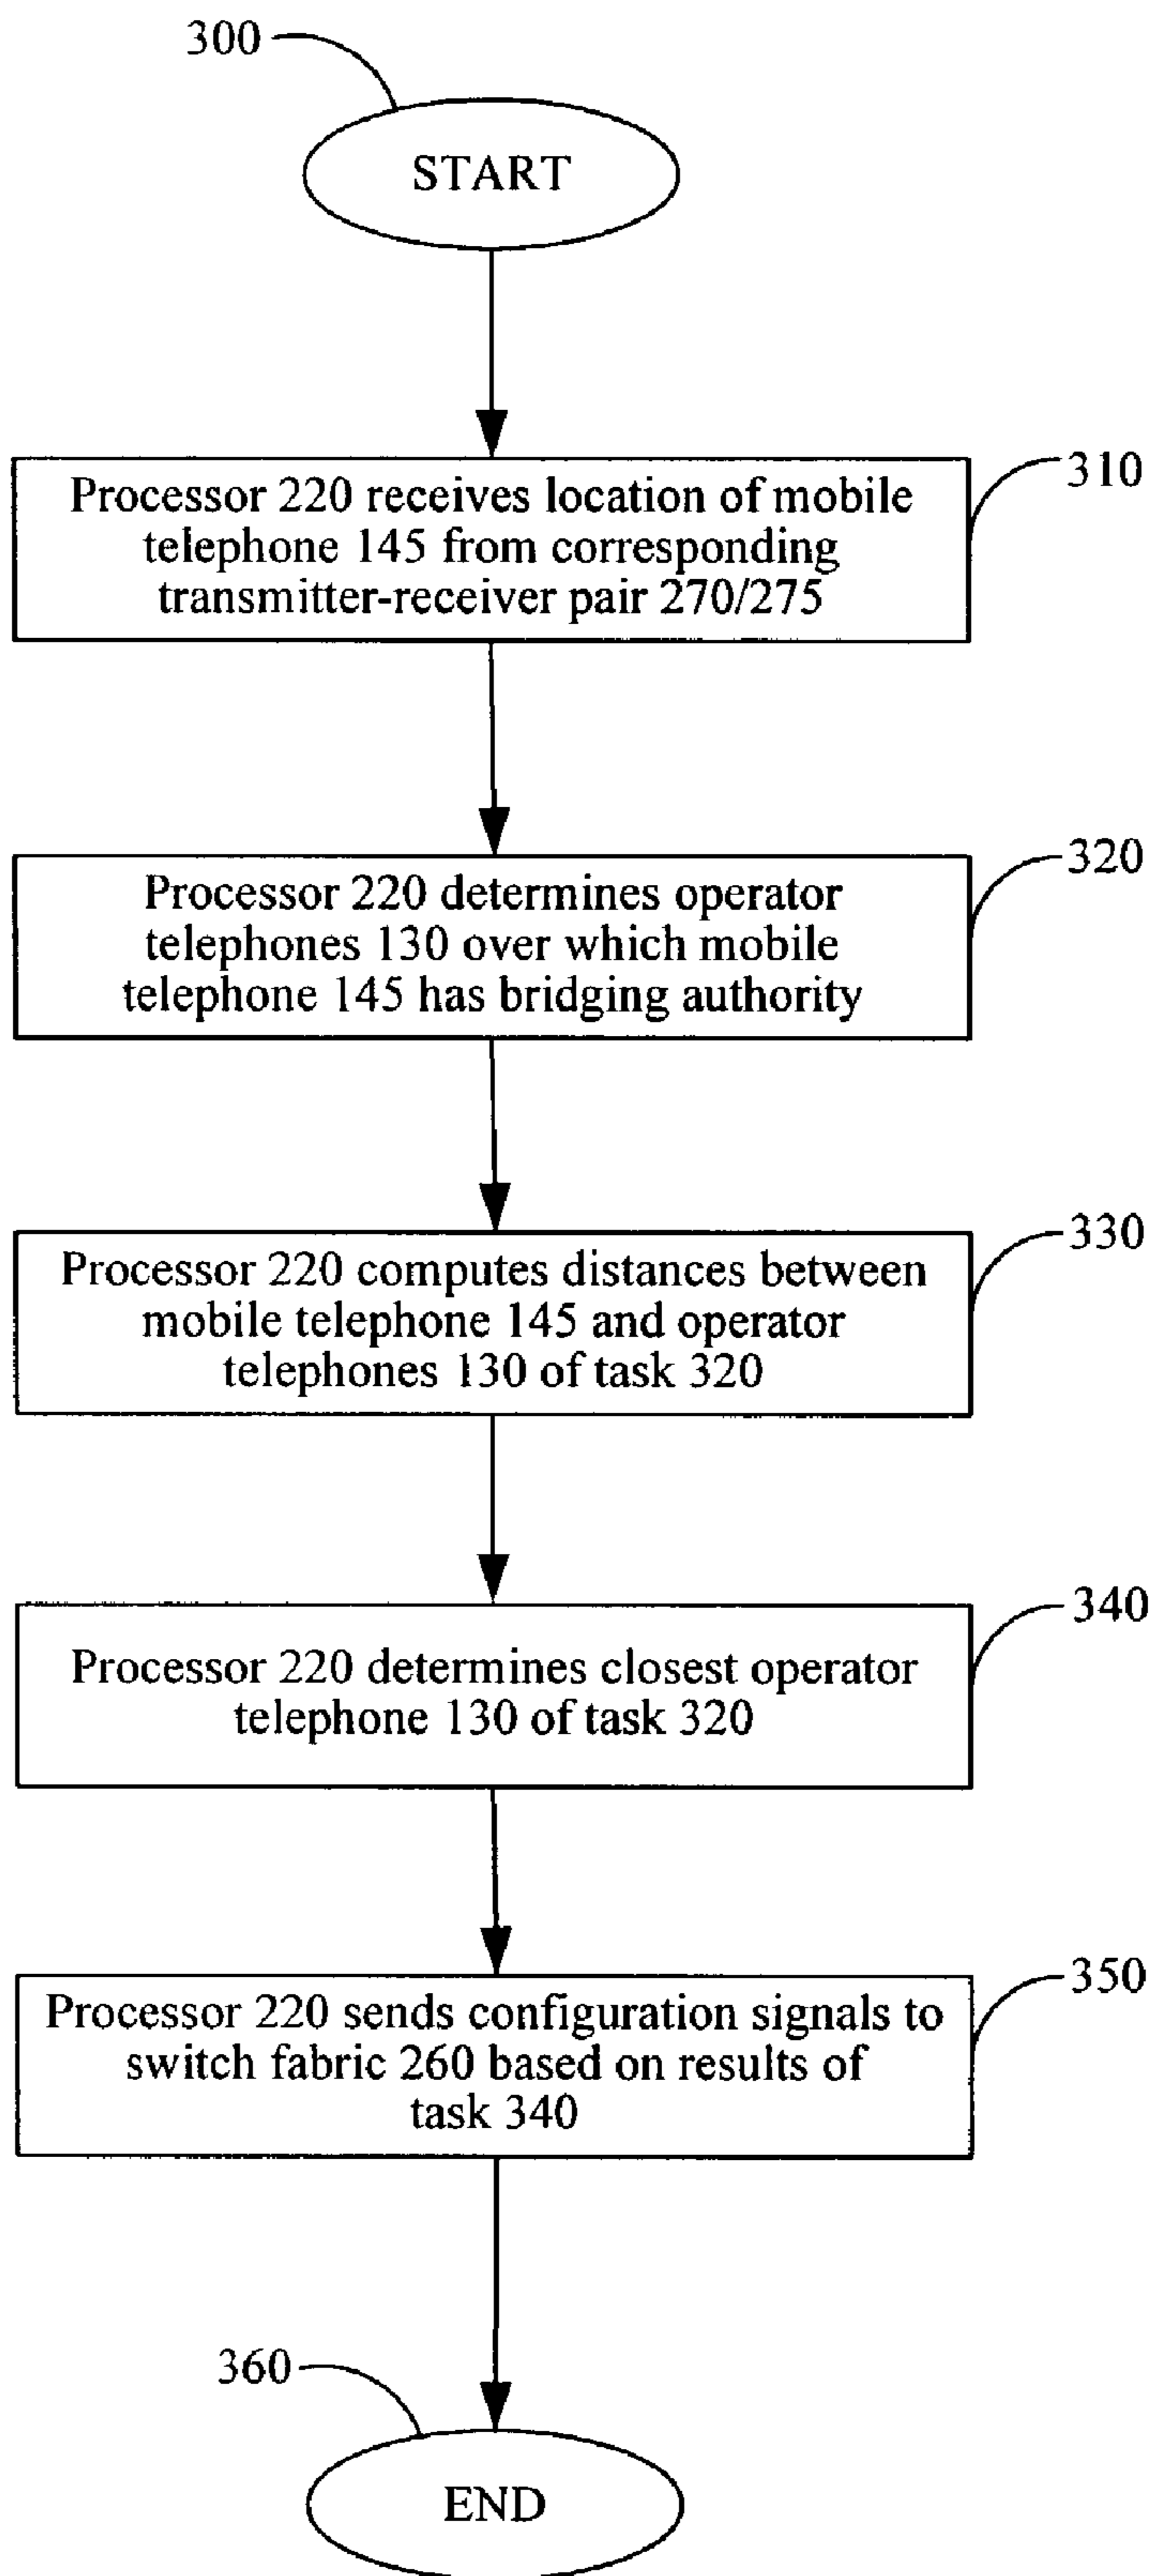 300
START
310
Processor 220 receives location of mobile
telephone 145 from corresponding
transmitter-receiver pair 270/275
320
Processor 220 determines operator
telephones 130 over which mobile
telephone 145 has bridging authority
330
Processor 220 computes distances between
mobile telephone 145 and operator
telephones 130 of task 320
340
Processor 220 determines closest operator
telephone 130 of task 320
350
Processor 220 sends configuration signals to
switch fabric 260 based on results of
task 340
360
END